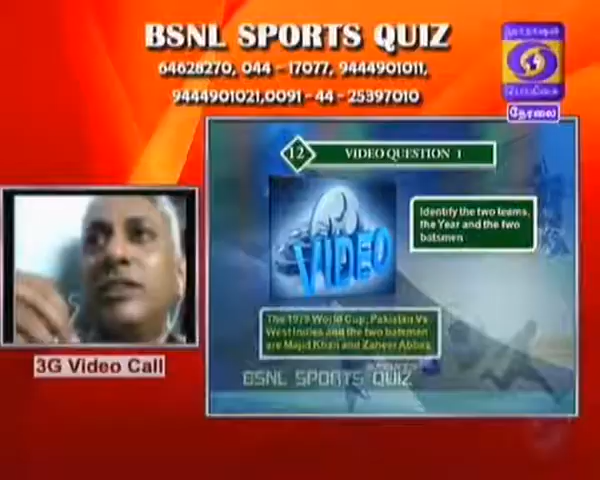 BSNL SPORTS QUIZ
64628270, 044 - 17077, 9444901011,
9444901021,0091 - 44 - 25397010
பொதிகை
நேரலை
12 VIDEO QUESTION 1
Identify the two teams,
the Year and the two
batsmen
VIDEO
The 1979 World Cup, Pakistan Vs
West Indies and the two batsmen
are Majid Khan and Zaheer Abbas
BSNL SPORTS QUIZ
3G Video Call